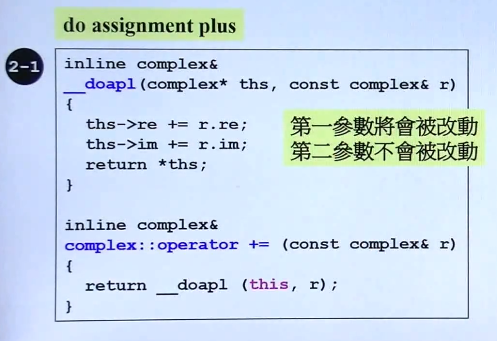 do assignment plus
2-1
inline complex&
__doapl(complex* ths, const complex& r)
{
ths->re += r.re;
ths->im += r.im;
return *ths;
}
第一參數將會被改動
第二參數不會被改動
inline complex&
complex::operator += (const complex& r)
{
return __doapl (this, r);
}